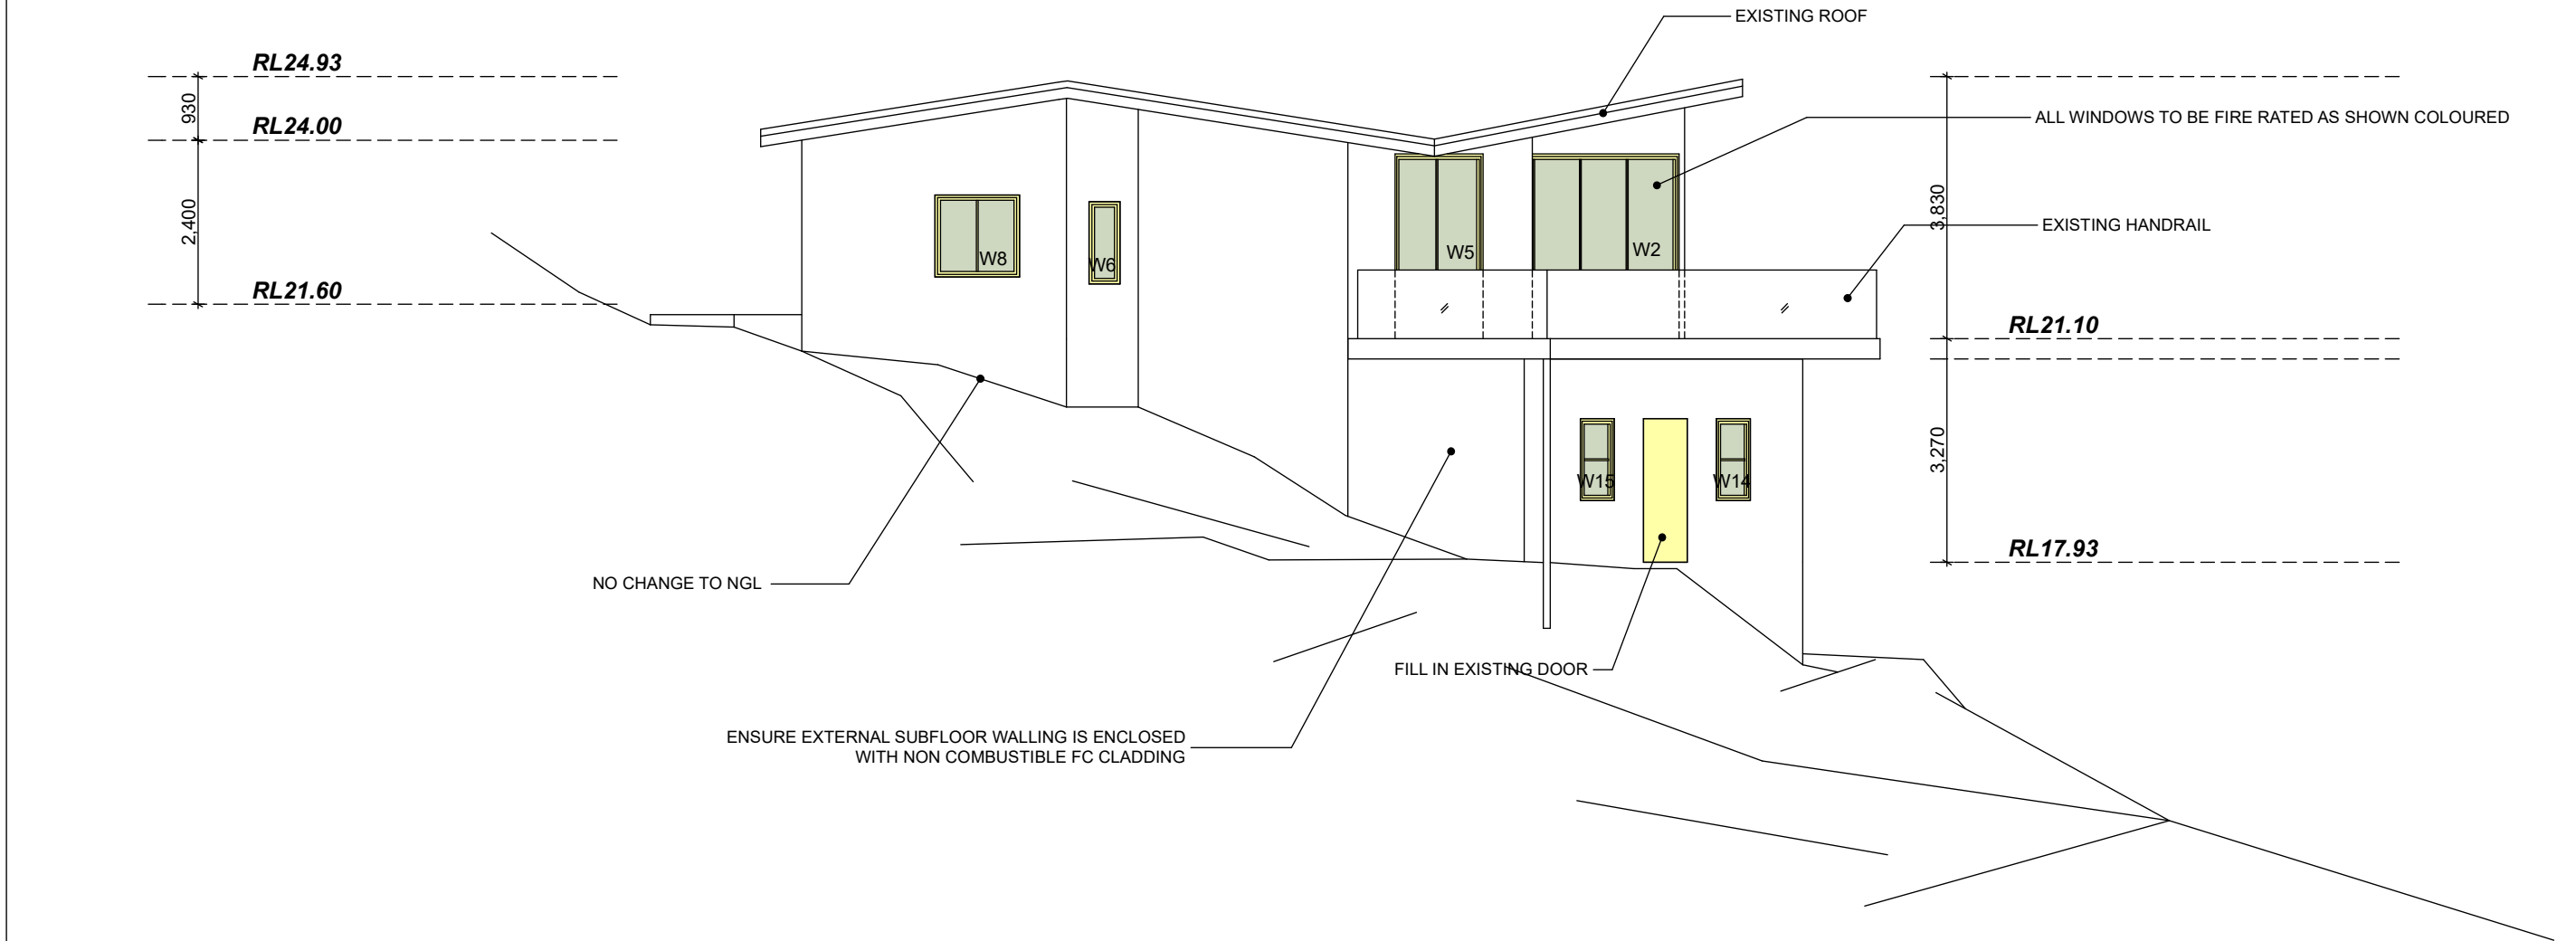 EXISTING ROOF
RL24.93
930
ALL WINDOWS TO BE FIRE RATED AS SHOWN COLOURED
RL24.00
2,400
3,830
EXISTING HANDRAIL
W8
W6
W5
W2
RL21.60
RL21.10
3,270
W15
W14
RL17.93
NO CHANGE TO NGL
FILL IN EXISTING DOOR
ENSURE EXTERNAL SUBFLOOR WALLING IS ENCLOSED
WITH NON COMBUSTIBLE FC CLADDING